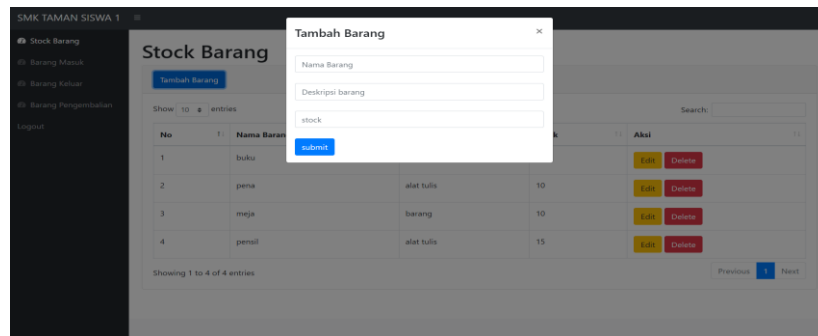 SMK TAMAN SISWA 1
Stock Barang
Barang Masuk
Barang Keluar
Barang Pengembalian
Logout
Stock Barang
Tambah Barang
Show 10 entries
Search:
No Nama Baran k Aksi
1 buku Edit Delete
2 pena alat tulis 10 Edit Delete
3 meja barang 10 Edit Delete
4 pensil alat tulis 15 Edit Delete
Showing 1 to 4 of 4 entries
Previous 1 Next
Tambah Barang ×
Nama Barang
Deskripsi barang
stock
submit